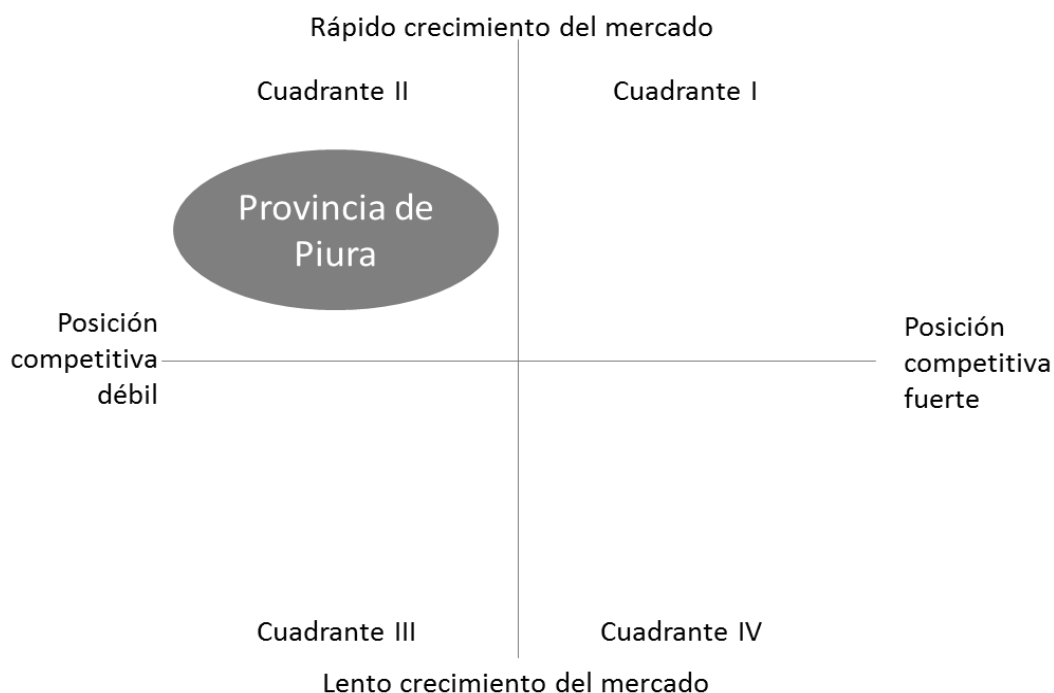 Rápido crecimiento del mercado
Cuadrante II
Cuadrante I
Provincia de
Piura
Posición
competitiva
débil
Posición
competitiva
fuerte
Cuadrante III
Cuadrante IV
Lento crecimiento del mercado